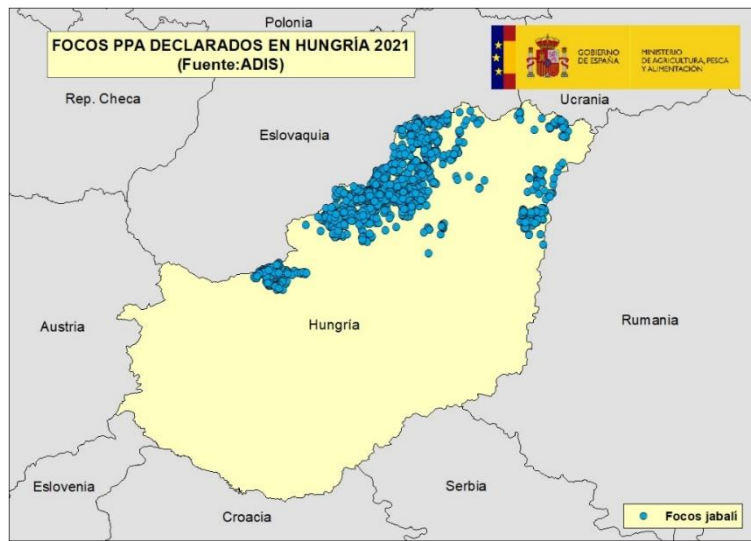 Polonia
FOCOS PPA DECLARADOS EN HUNGRÍA 2021
(Fuente:ADIS)
GOBIERNO
DE ESPAÑA
MINISTERIO
DE AGRICULTURA, PESCA
Y ALIMENTACIÓN
Rep. Checa
Ucrania
Eslovaquia
Austria
Hungría
Rumania
Eslovenia
Serbia
Croacia
Focos jabalí